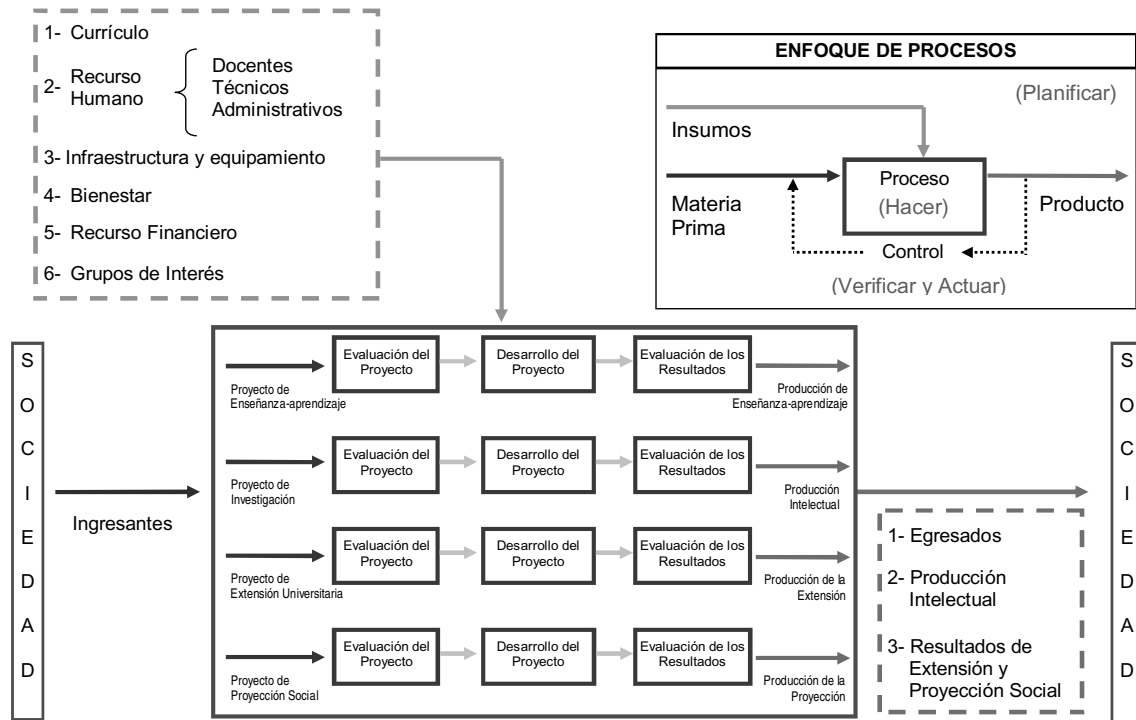 1- Currículo
2- Recurso
Humano
Docentes
Técnicos
Administrativos
3- Infraestructura y equipamiento
4- Bienestar
5- Recurso Financiero
6- Grupos de Interés
ENFOQUE DE PROCESOS
(Planificar)
Insumos
Materia
Prima
Proceso
(Hacer)
Producto
Control
(Verificar y Actuar)
S
O
C
I
E
D
A
D
Ingresantes
Proyecto de
Enseñanza-aprendizaje
Evaluación del
Proyecto
Desarrollo del
Proyecto
Evaluación de los
Resultados
Producción de
Enseñanza-aprendizaje
Proyecto de
Investigación
Evaluación del
Proyecto
Desarrollo del
Proyecto
Evaluación de los
Resultados
Producción
Intelectual
Proyecto de
Extensión Universitaria
Evaluación del
Proyecto
Desarrollo del
Proyecto
Evaluación de los
Resultados
Producción de la
Extensión
Proyecto de
Proyección Social
Evaluación del
Proyecto
Desarrollo del
Proyecto
Evaluación de los
Resultados
Producción de la
Proyección
1- Egresados
2- Producción
Intelectual
3- Resultados de
Extensión y
Proyección Social
S
O
C
I
E
D
A
D